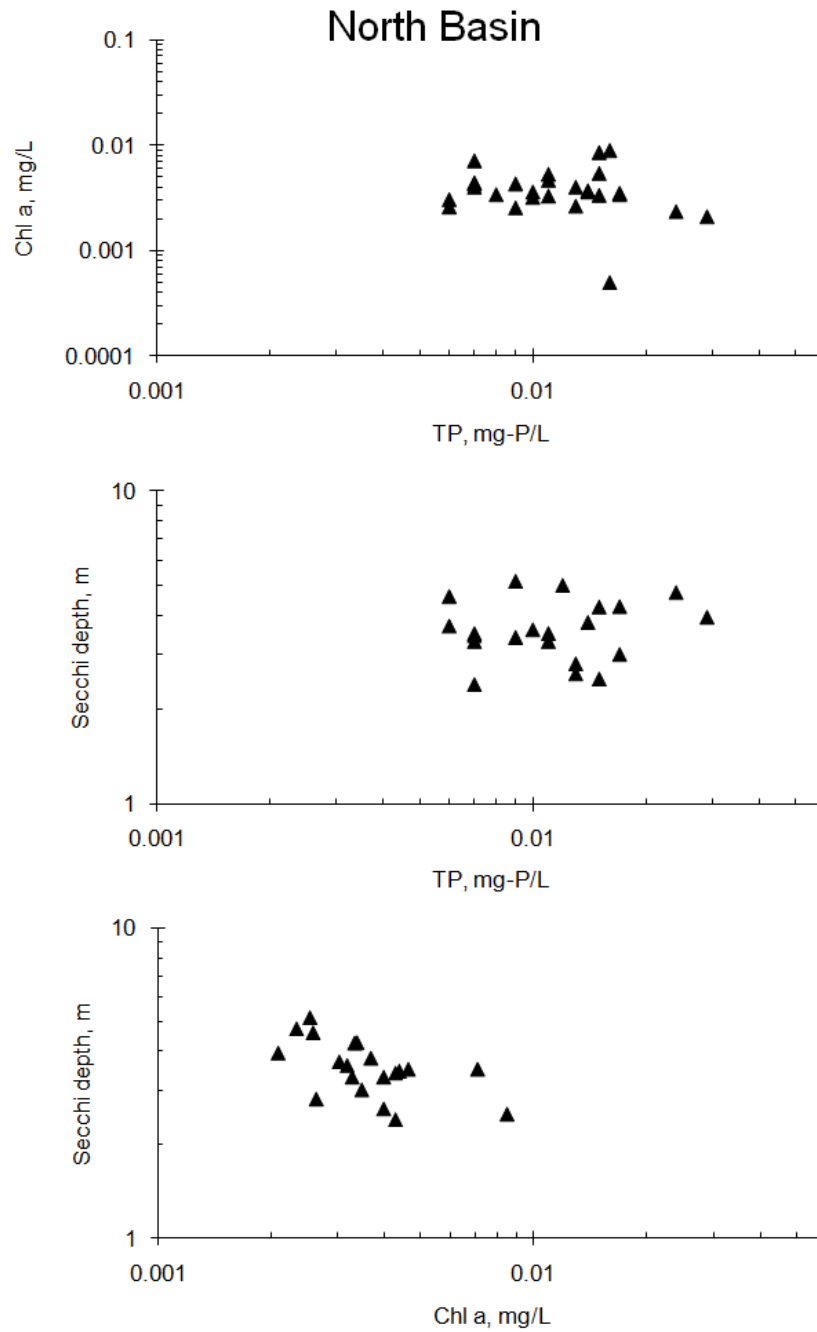 North Basin
0.1
0.01
0.001
0.0001
Chl a, mg/L
0.001 0.01
TP, mg-P/L
10
1
Secchi depth, m
0.001 0.01
TP, mg-P/L
10
1
Secchi depth, m
0.001 0.01
Chl a, mg/L